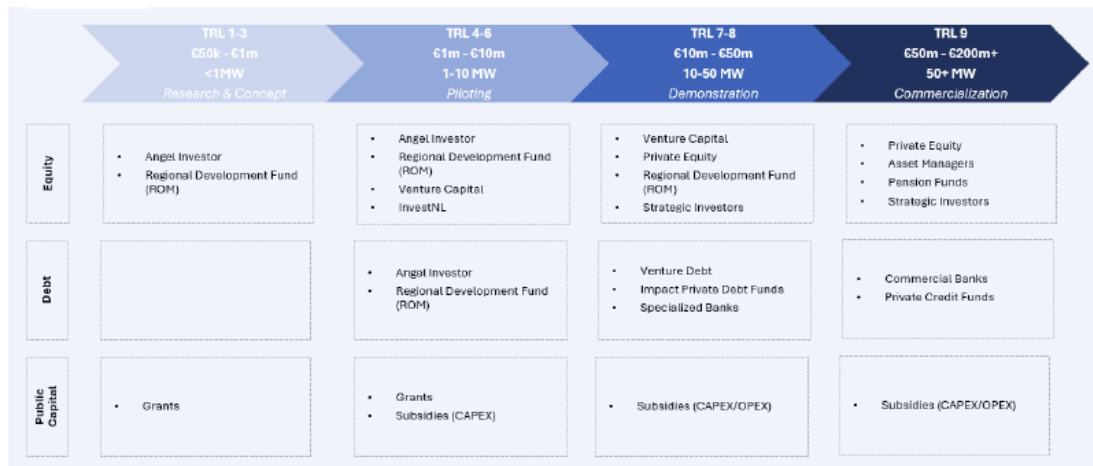 TRL 1-3
€50k - €1m
<1MW
Research & Concept
TRL 4-6
€1m - €10m
1-10 MW
Piloting
TRL 7-8
€10m - €50m
10-50 MW
Demonstration
TRL 9
€50m - €200m+
50+ MW
Commercialization
Equity
• Angel Investor
• Regional Development Fund
(ROM)
• Angel Investor
• Regional Development Fund
(ROM)
• Venture Capital
• InvestNL
• Venture Capital
• Private Equity
• Regional Development Fund
(ROM)
• Strategic Investors
• Private Equity
• Asset Managers
• Pension Funds
• Strategic Investors
Debt
• Angel Investor
• Regional Development Fund
(ROM)
• Venture Debt
• Impact Private Debt Funds
• Specialized Banks
• Commercial Banks
• Private Credit Funds
Public
Capital
• Grants
• Grants
• Subsidies (CAPEX)
• Subsidies (CAPEX/OPEX)
• Subsidies (CAPEX/OPEX)